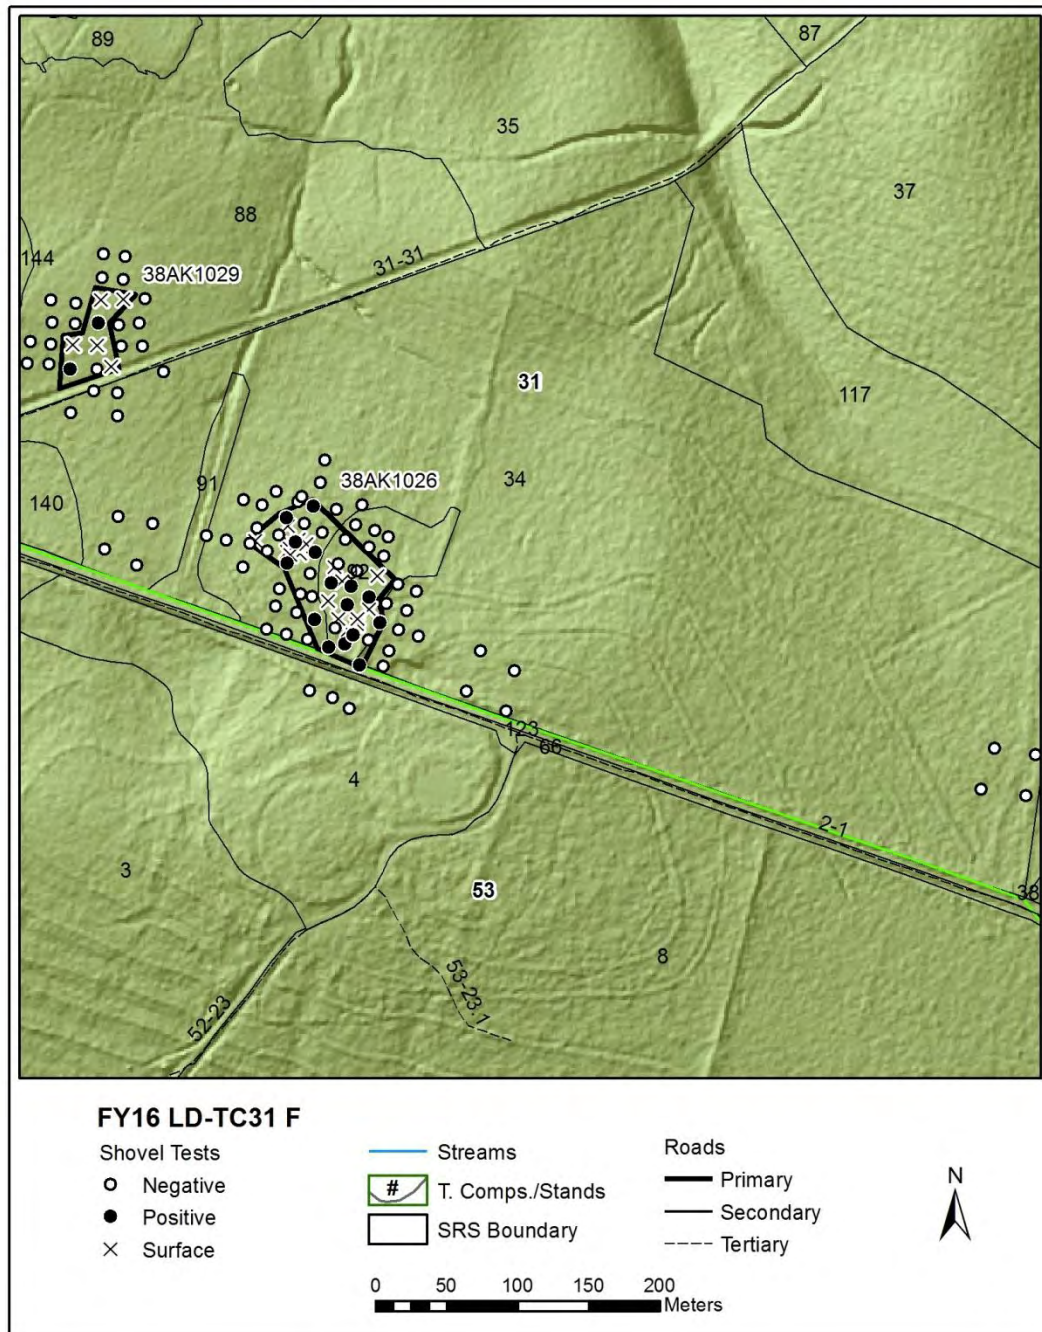 89
87
35
37
88
144
31-31
38AK1029
31
117
38AK1026
91
34
140
92
123
66
4
2-1
3
53
38
8
53-23.1
52-23
FY16 LD-TC31 F
Shovel Tests
Negative
Positive
Surface
Streams
# T. Comps./Stands
SRS Boundary
Roads
Primary
Secondary
Tertiary
N
0 50 100 150 200
Meters